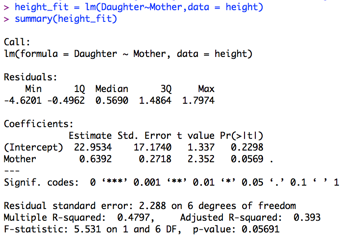 > height_fit = lm(Daughter~Mother,data = height)
> summary(height_fit)
Call:
lm(formula = Daughter ~ Mother, data = height)
Residuals:
    Min      1Q  Median      3Q     Max
-4.6201 -0.4962  0.5690  1.4864  1.7974
Coefficients:
            Estimate Std. Error t value Pr(>|t|)
(Intercept)  22.9534    17.1740   1.337   0.2298
Mother        0.6392     0.2718   2.352   0.0569 .
---
Signif. codes:  0 ‘***’ 0.001 ‘**’ 0.01 ‘*’ 0.05 ‘.’ 0.1 ‘ ’ 1
Residual standard error: 2.288 on 6 degrees of freedom
Multiple R-squared:  0.4797,	Adjusted R-squared:  0.393
F-statistic: 5.531 on 1 and 6 DF,  p-value: 0.05691